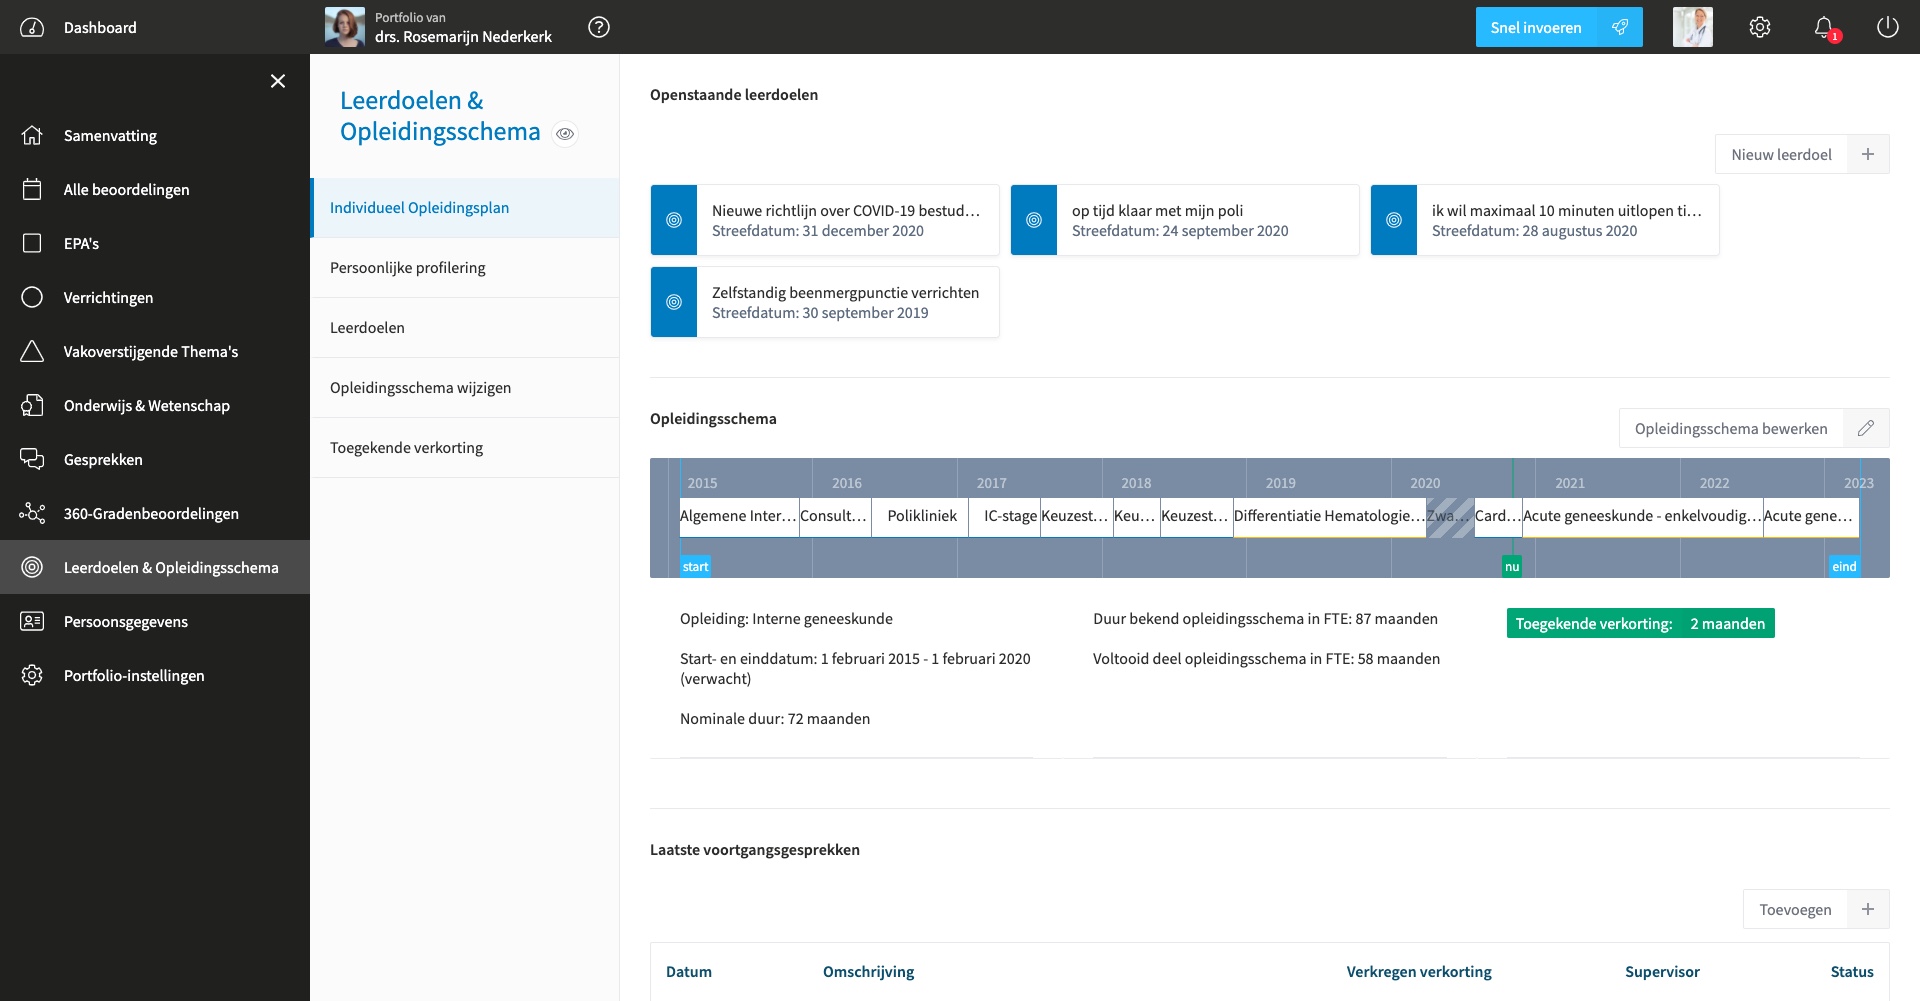 Dashboard
Portfolio van
drs. Rosemarijn Nederkerk
?
Snel invoeren
1
Samenvatting
Alle beoordelingen
EPA's
Verrichtingen
Vakoverstijgende Thema's
Onderwijs & Wetenschap
Gesprekken
360-Gradenbeoordelingen
Leerdoelen & Opleidingsschema
Persoonsgegevens
Portfolio-instellingen
Leerdoelen &
Opleidingsschema
Individueel Opleidingsplan
Persoonlijke profilering
Leerdoelen
Opleidingsschema wijzigen
Toegekende verkorting
Openstaande leerdoelen
Nieuw leerdoel +
Nieuwe richtlijn over COVID-19 bestud...
Streefdatum: 31 december 2020
op tijd klaar met mijn poli
Streefdatum: 24 september 2020
ik wil maximaal 10 minuten uitlopen ti...
Streefdatum: 28 augustus 2020
Zelfstandig beenmergpunctie verrichten
Streefdatum: 30 september 2019
Opleidingsschema
Opleidingsschema bewerken
2015 2016 2017 2018 2019 2020 2021 2022 2023
Algemene Inter... Consult... Polikliniek IC-stage Keuzest... Keu... Keuzest... Differentiatie Hematologie... Zwa... Card... Acute geneeskunde - enkelvoudig... Acute gene...
start nu eind
Opleiding: Interne geneeskunde
Start- en einddatum: 1 februari 2015 - 1 februari 2020
(verwacht)
Nominale duur: 72 maanden
Duur bekend opleidingsschema in FTE: 87 maanden
Voltooid deel opleidingsschema in FTE: 58 maanden
Toegekende verkorting: 2 maanden
Laatste voortgangsgesprekken
Toevoegen +
Datum Omschrijving Verkregen verkorting Supervisor Status